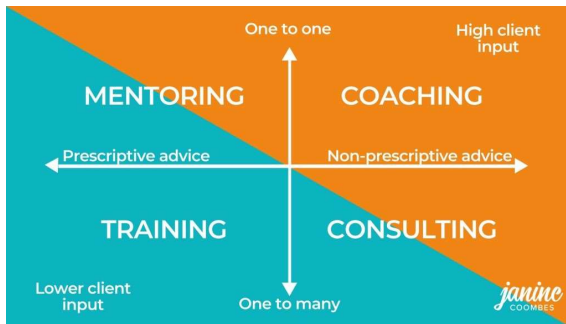 One to one
High client
input
MENTORING
COACHING
Prescriptive advice
Non-prescriptive advice
TRAINING
CONSULTING
Lower client
input
One to many
janine
COOMBES